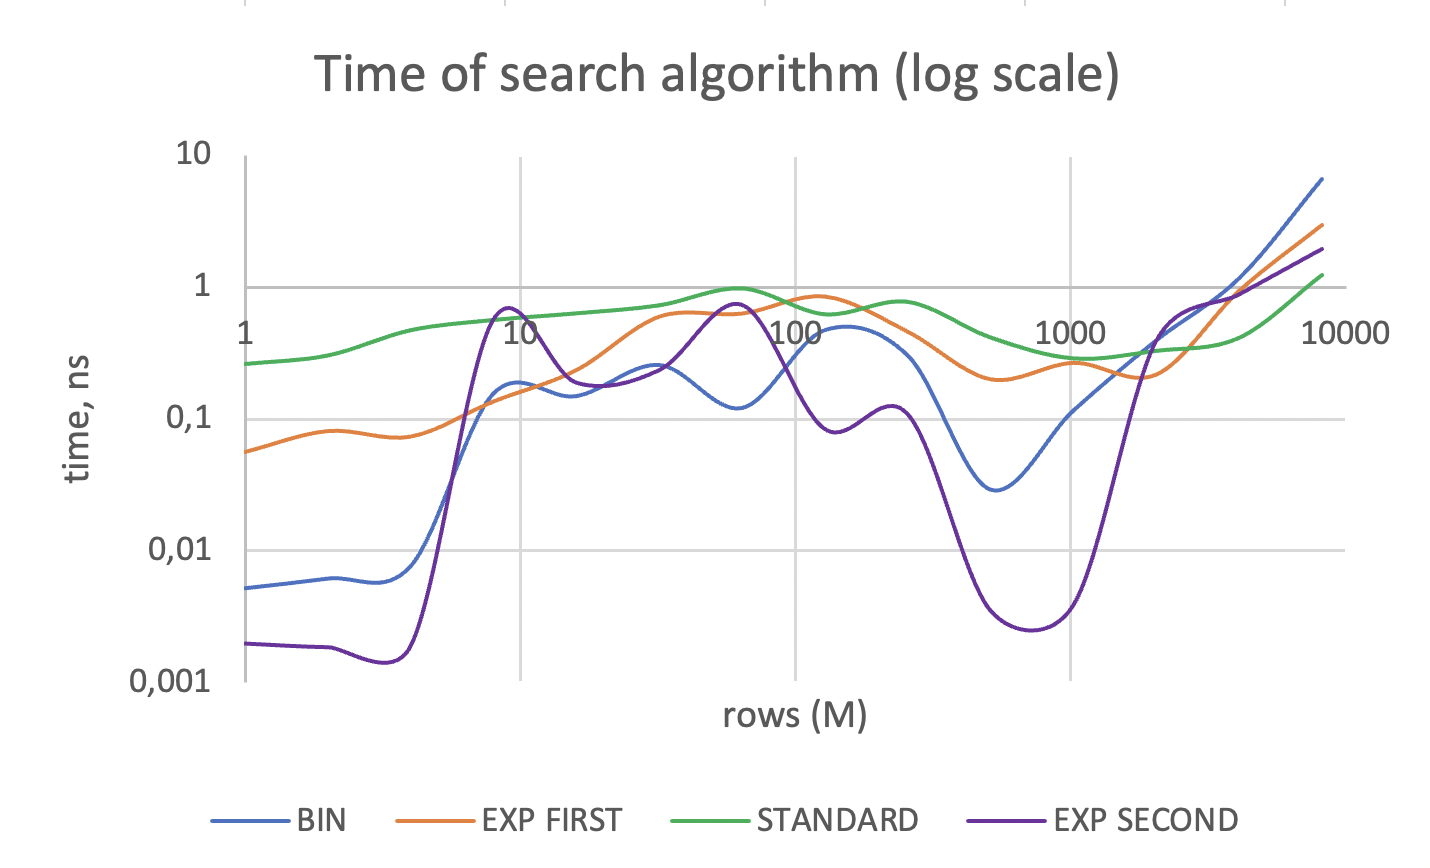 Time of search algorithm (log scale)
10
1
0,1
0,01
0,001
time, ns
1 10 100 1000 10000
rows (M)
BIN EXP FIRST STANDARD EXP SECOND